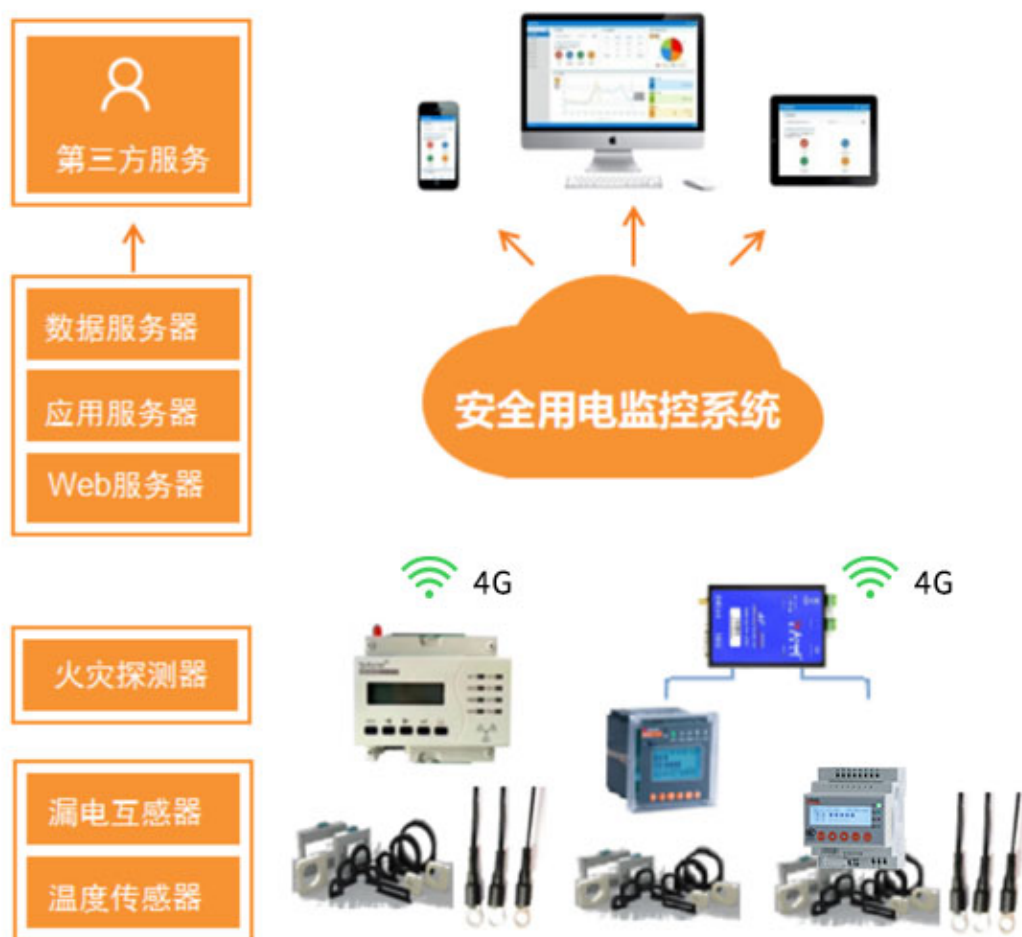 第三方服务
数据服务器
应用服务器
Web服务器
安全用电监控系统
4G
4G
火灾探测器
漏电互感器
温度传感器